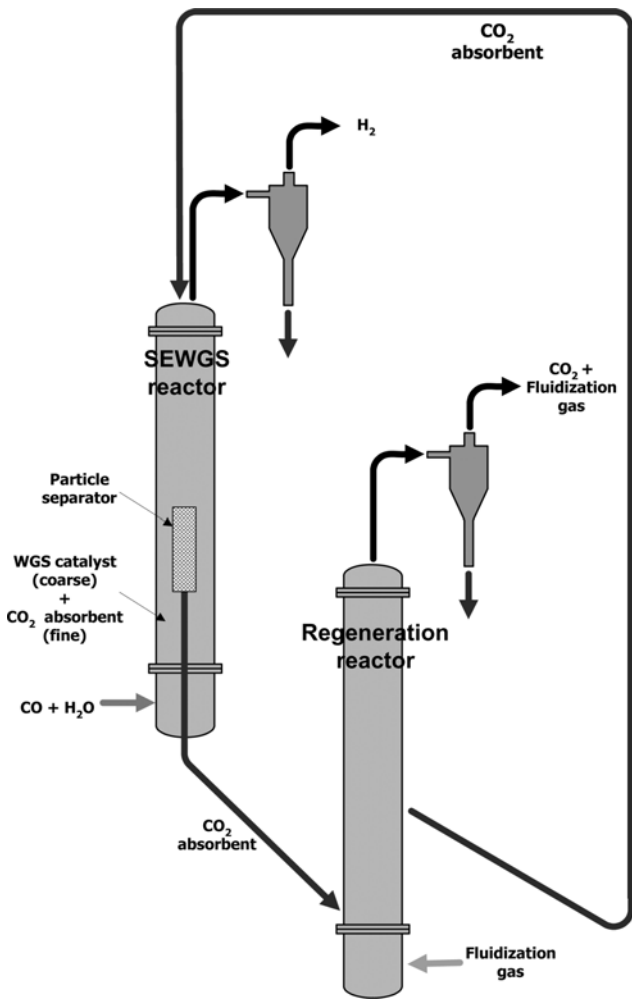 CO₂
absorbent
H₂
SEWGS
reactor
CO₂ +
Fluidization
gas
Particle
separator
WGS catalyst
(coarse)
+
CO₂ absorbent
(fine)
Regeneration
reactor
CO + H₂O
CO₂
absorbent
Fluidization
gas